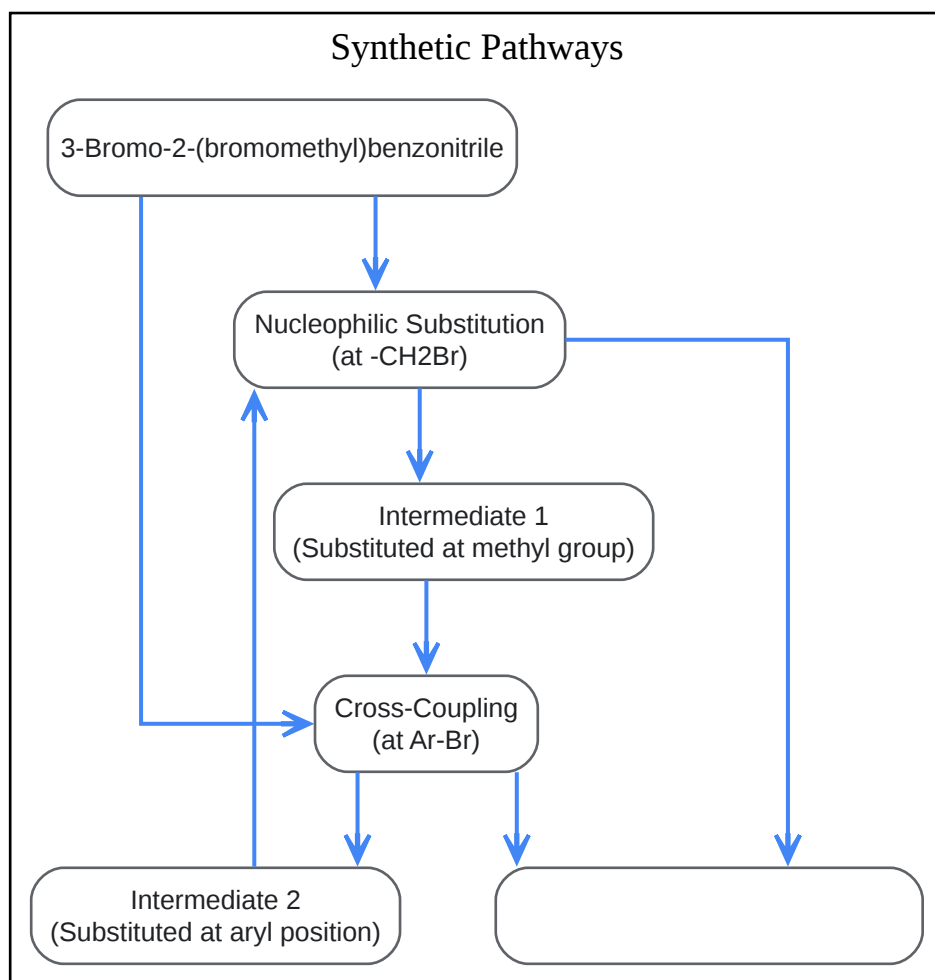 Synthetic Pathways
3-Bromo-2-(bromomethyl)benzonitrile
Nucleophilic Substitution
(at -CH2Br)
Intermediate 1
(Substituted at methyl group)
Cross-Coupling
(at Ar-Br)
Intermediate 2
(Substituted at aryl position)